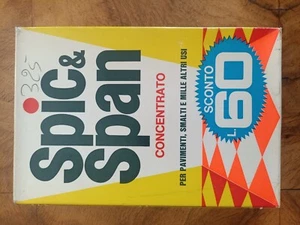 325
Spic &
Span
CONCENTRATO
PER PAVIMENTI, SMALTI E MILLE ALTRI USI
SCONTO
L.60